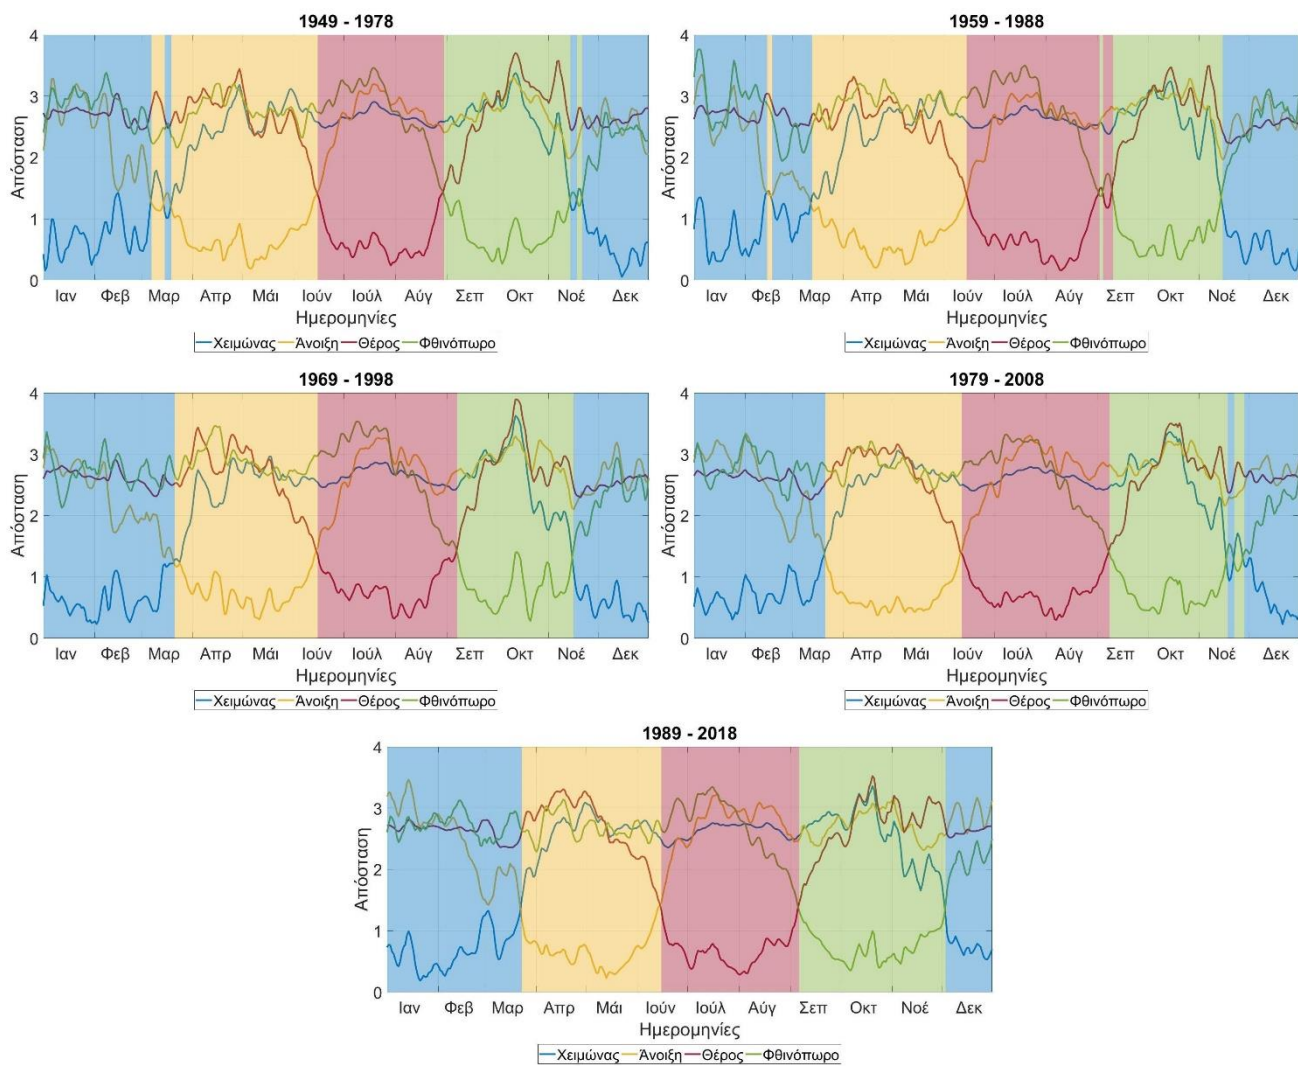 1949 - 1978
4
3
2
1
0
Απόσταση
Ιαν Φεβ Μαρ Απρ Μάι Ιούν Ιούλ Αύγ Σεπ Οκτ Νοέ Δεκ
Ημερομηνίες
Χειμώνας Άνοιξη Θέρος Φθινόπωρο
1959 - 1988
4
3
2
1
0
Απόσταση
Ιαν Φεβ Μαρ Απρ Μάι Ιούν Ιούλ Αύγ Σεπ Οκτ Νοέ Δεκ
Ημερομηνίες
Χειμώνας Άνοιξη Θέρος Φθινόπωρο
1969 - 1998
4
3
2
1
0
Απόσταση
Ιαν Φεβ Μαρ Απρ Μάι Ιούν Ιούλ Αύγ Σεπ Οκτ Νοέ Δεκ
Ημερομηνίες
Χειμώνας Άνοιξη Θέρος Φθινόπωρο
1979 - 2008
4
3
2
1
0
Απόσταση
Ιαν Φεβ Μαρ Απρ Μάι Ιούν Ιούλ Αύγ Σεπ Οκτ Νοέ Δεκ
Ημερομηνίες
Χειμώνας Άνοιξη Θέρος Φθινόπωρο
1989 - 2018
4
3
2
1
0
Απόσταση
Ιαν Φεβ Μαρ Απρ Μάι Ιούν Ιούλ Αύγ Σεπ Οκτ Νοέ Δεκ
Ημερομηνίες
Χειμώνας Άνοιξη Θέρος Φθινόπωρο